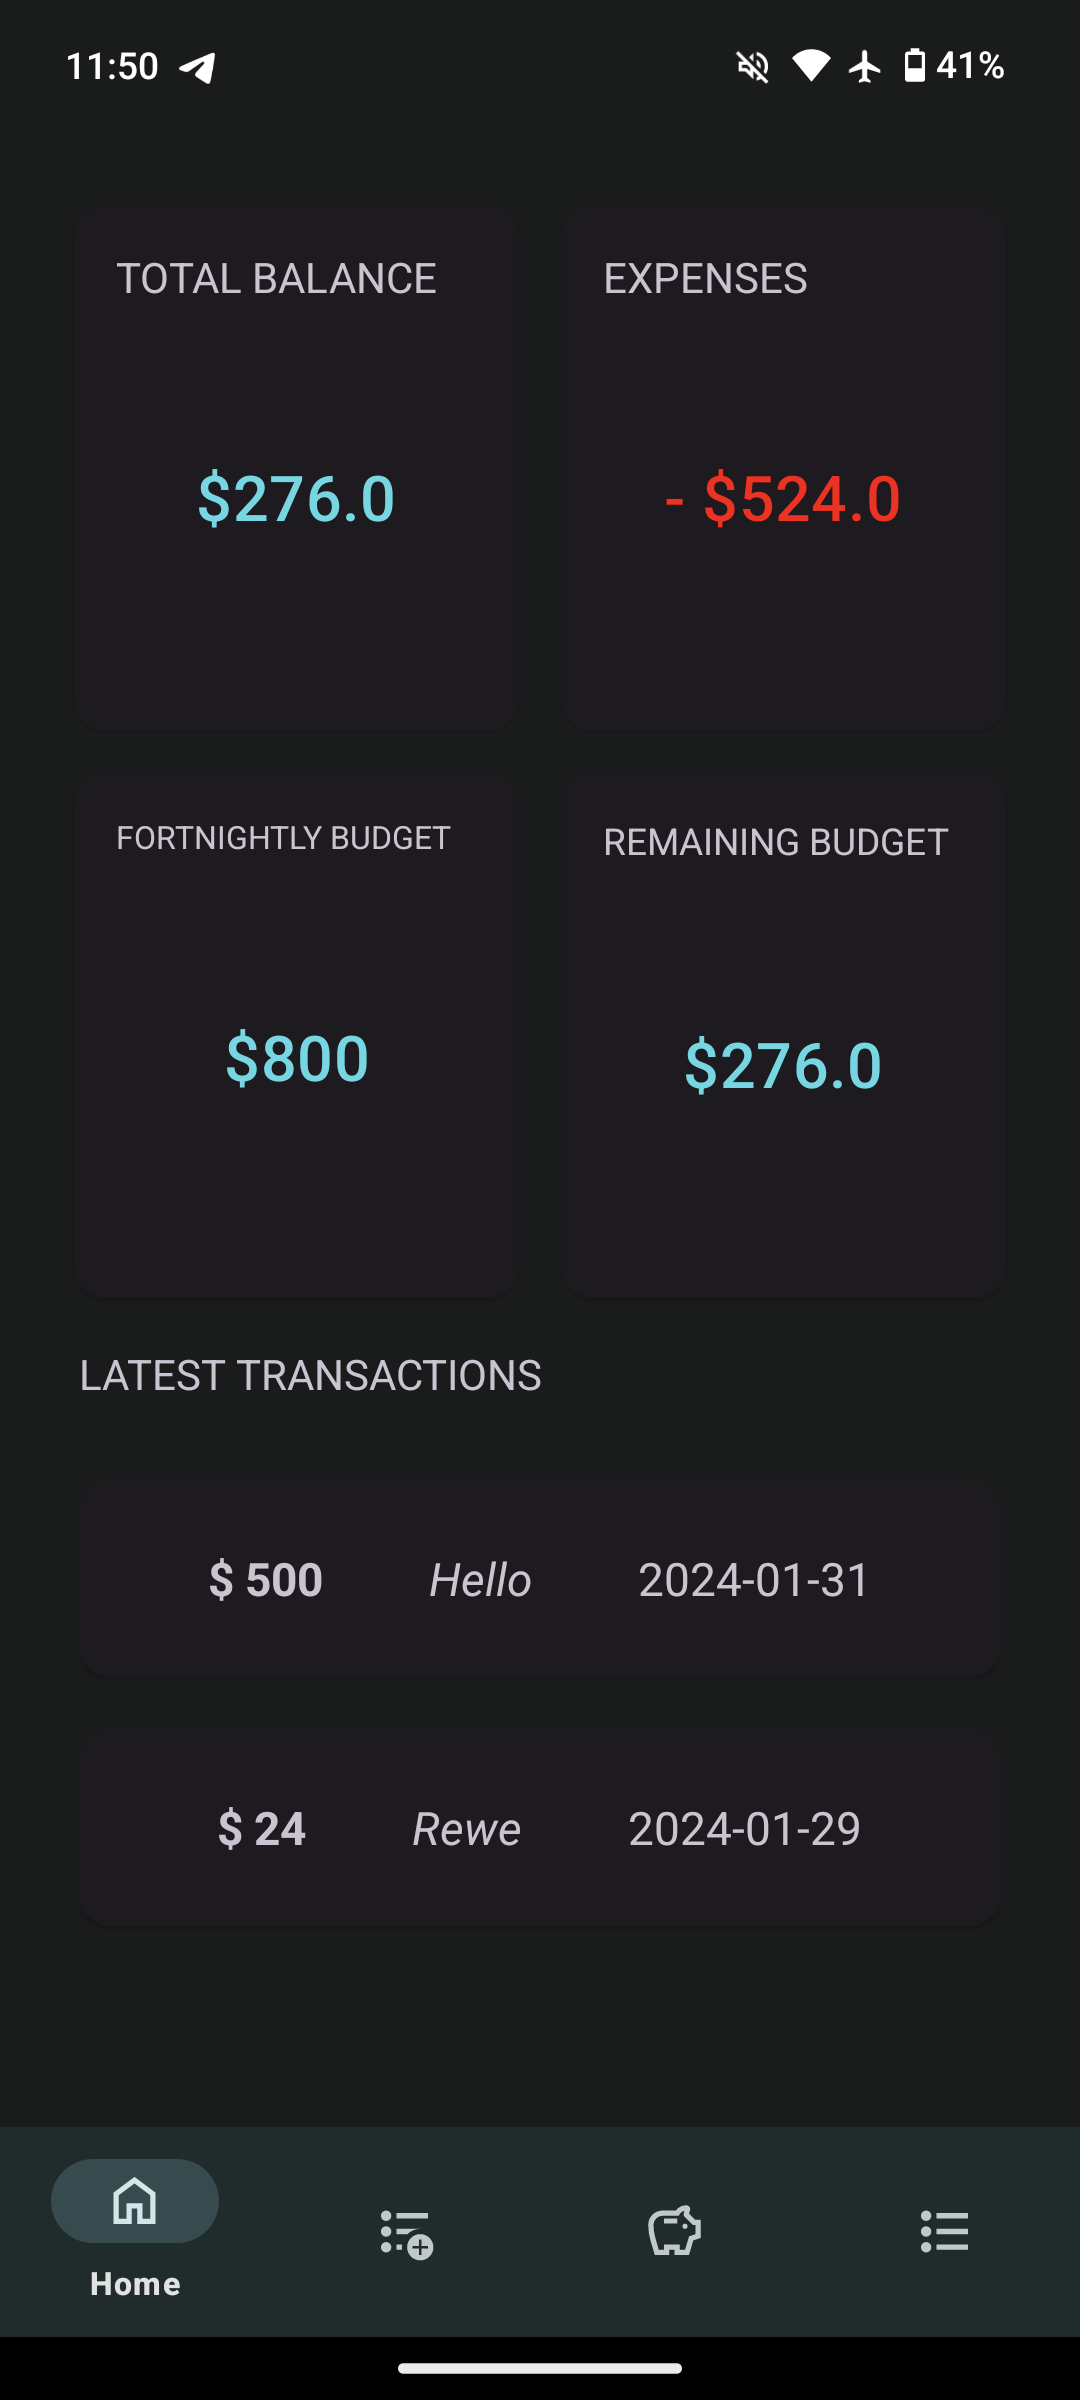 11:50
41%
TOTAL BALANCE
$276.0
EXPENSES
- $524.0
FORTNIGHTLY BUDGET
$800
REMAINING BUDGET
$276.0
LATEST TRANSACTIONS
$ 500 Hello 2024-01-31
$ 24 Rewe 2024-01-29
Home